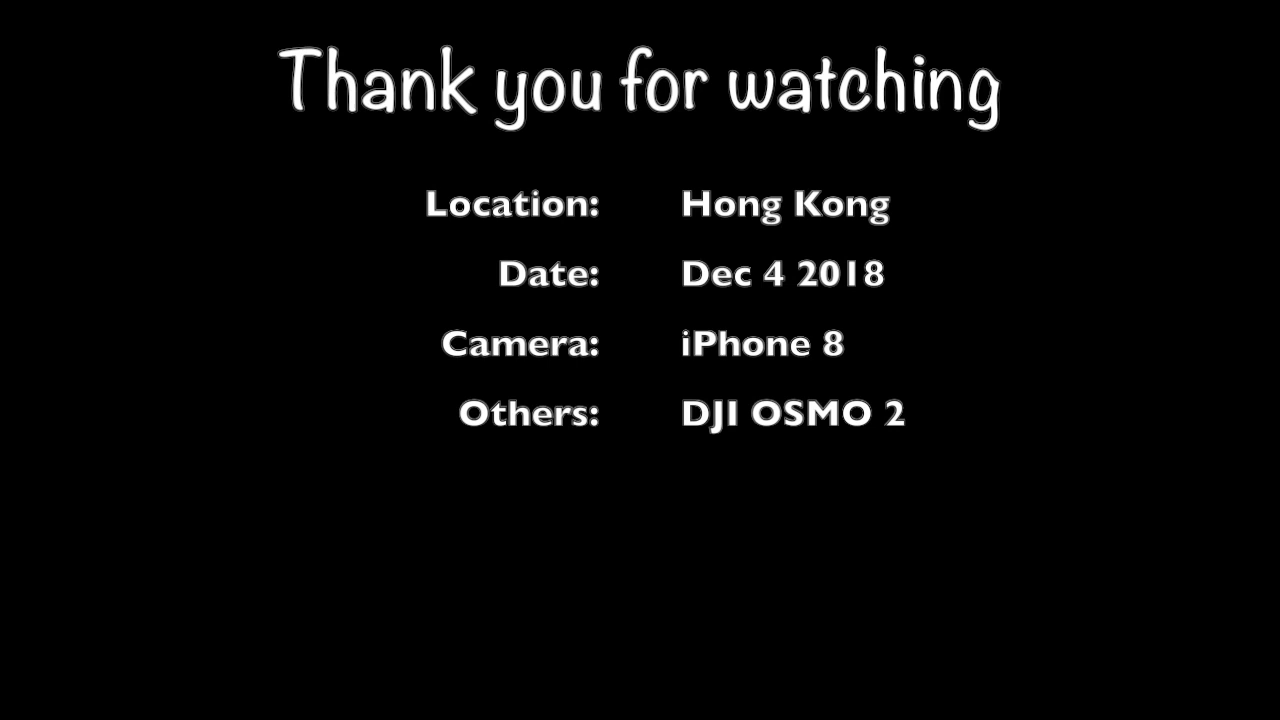 Thank you for watching
Location: Hong Kong
Date: Dec 4 2018
Camera: iPhone 8
Others: DJI OSMO 2